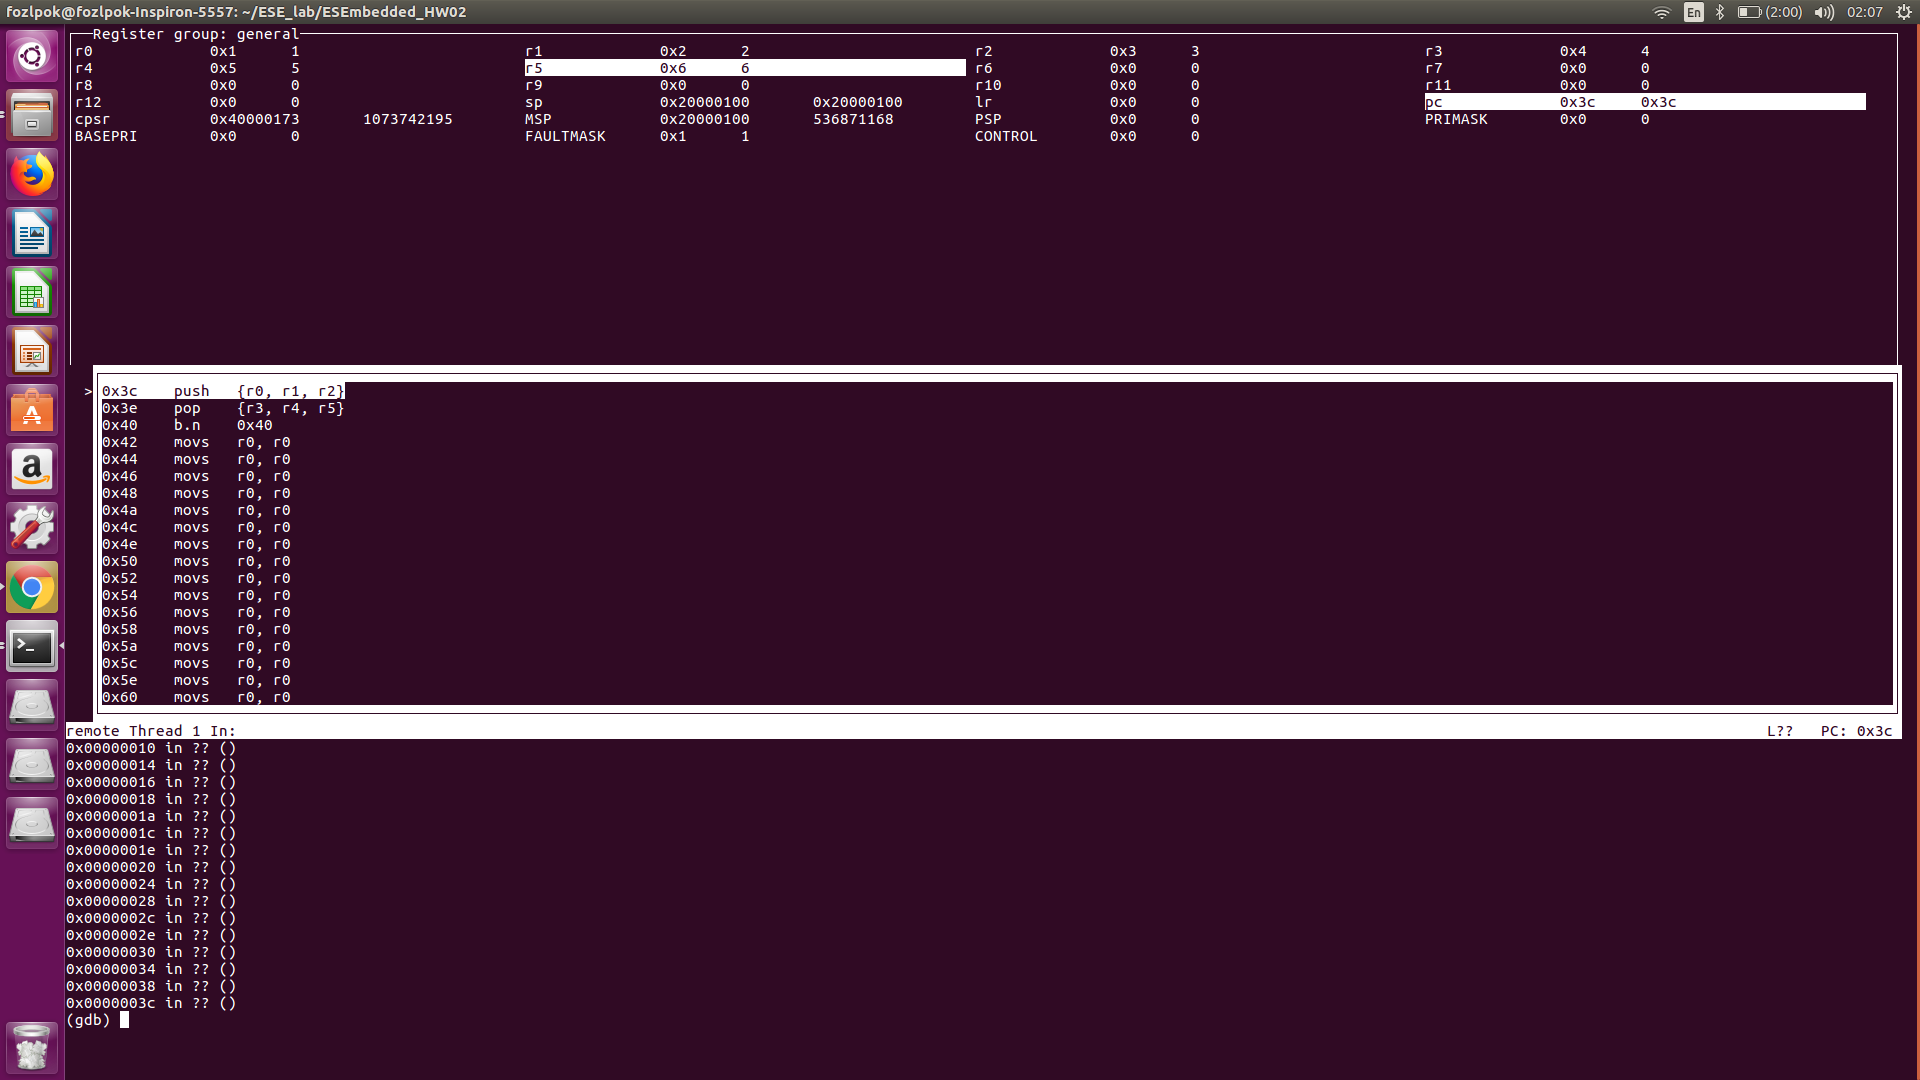 fozlpok@fozlpok-Inspiron-5557: ~/ESE_lab/ESEmbedded_HW02 En (2:00) 02:07
Register group: general
r0 0x1 1 r1 0x2 2 r2 0x3 3 r3 0x4 4
r4 0x5 5 r5 0x6 6 r6 0x0 0 r7 0x0 0
r8 0x0 0 r9 0x0 0 r10 0x0 0 r11 0x0 0
r12 0x0 0 sp 0x20000100 0x20000100 lr 0x0 0 pc 0x3c 0x3c
cpsr 0x40000173 1073742195 MSP 0x20000100 536871168 PSP 0x0 0 PRIMASK 0x0 0
BASEPRI 0x0 0 FAULTMASK 0x1 1 CONTROL 0x0 0
> 0x3c push {r0, r1, r2}
0x3e pop {r3, r4, r5}
0x40 b.n 0x40
0x42 movs r0, r0
0x44 movs r0, r0
0x46 movs r0, r0
0x48 movs r0, r0
0x4a movs r0, r0
0x4c movs r0, r0
0x4e movs r0, r0
0x50 movs r0, r0
0x52 movs r0, r0
0x54 movs r0, r0
0x56 movs r0, r0
0x58 movs r0, r0
0x5a movs r0, r0
0x5c movs r0, r0
0x5e movs r0, r0
0x60 movs r0, r0
remote Thread 1 In: L?? PC: 0x3c
0x00000010 in ?? ()
0x00000014 in ?? ()
0x00000016 in ?? ()
0x00000018 in ?? ()
0x0000001a in ?? ()
0x0000001c in ?? ()
0x0000001e in ?? ()
0x00000020 in ?? ()
0x00000024 in ?? ()
0x00000028 in ?? ()
0x0000002c in ?? ()
0x0000002e in ?? ()
0x00000030 in ?? ()
0x00000034 in ?? ()
0x00000038 in ?? ()
0x0000003c in ?? ()
(gdb)